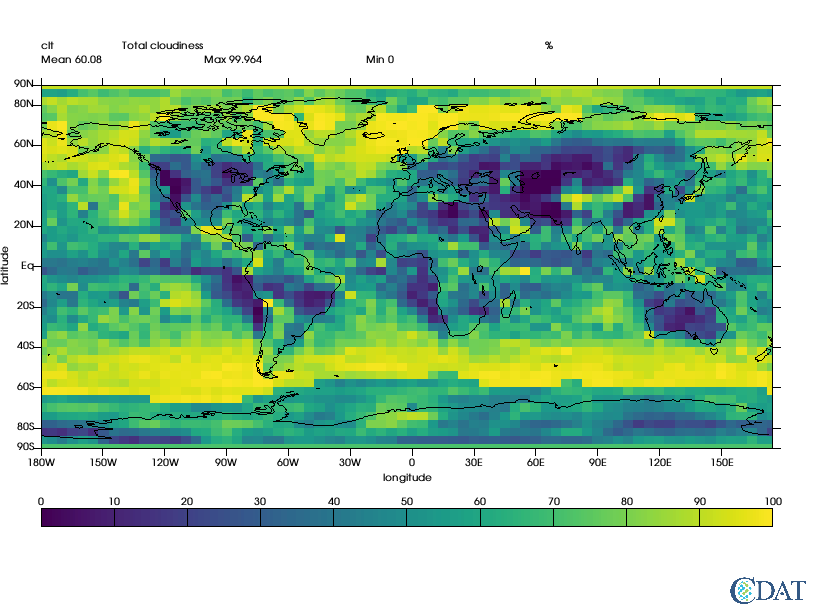 clt Total cloudiness %
Mean 60.08 Max 99.964 Min 0
90N
80N
60N
40N
20N
Eq
20S
40S
60S
80S
90S
latitude
180W 150W 120W 90W 60W 30W 0 30E 60E 90E 120E 150E
longitude
0 10 20 30 40 50 60 70 80 90 100
CDAT